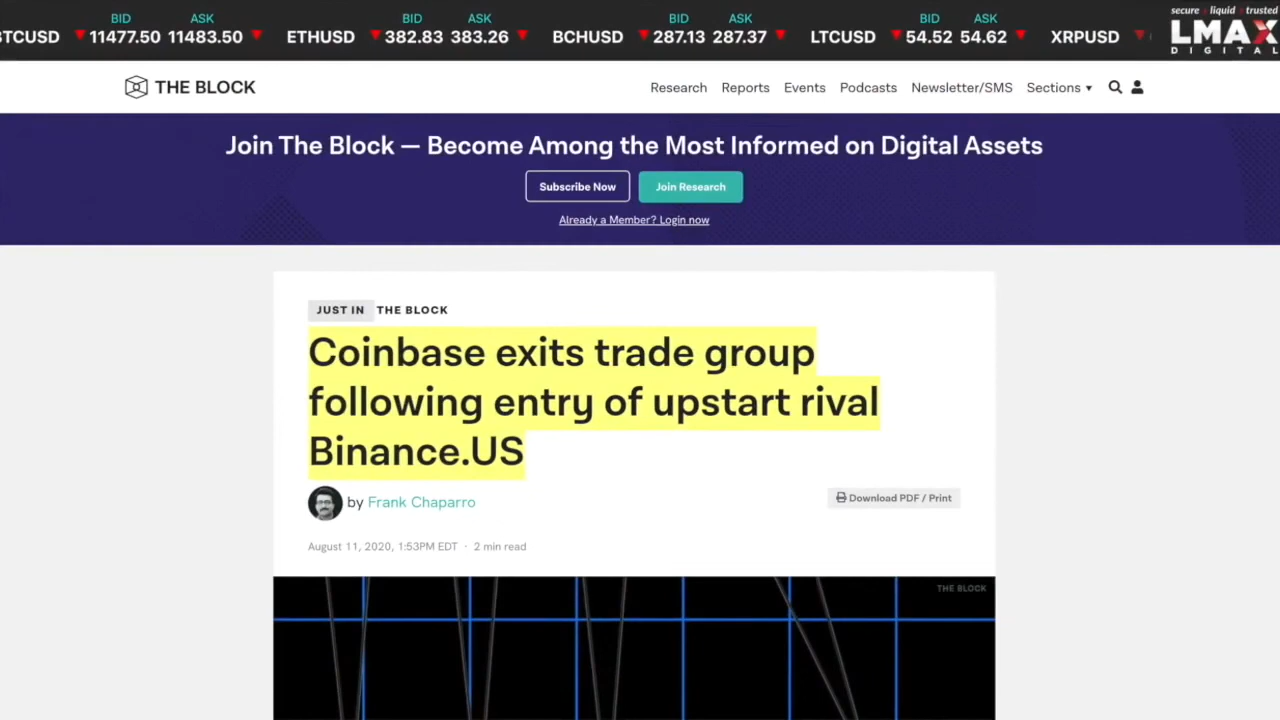 BID ASK BID ASK BID ASK BID ASK
TCUSD 11477.50 11483.50 ETHUSD 382.83 383.26 BCHUSD 287.13 287.37 LTCUSD 54.52 54.62 XRPUSD
secure liquid trusted
LMAX
DIGITAL
THE BLOCK
Research Reports Events Podcasts Newsletter/SMS Sections
Join The Block — Become Among the Most Informed on Digital Assets
Subscribe Now Join Research
Already a Member? Login now
JUST IN THE BLOCK
Coinbase exits trade group
following entry of upstart rival
Binance.US
by Frank Chaparro
Download PDF / Print
August 11, 2020, 1:53PM EDT · 2 min read
THE BLOCK